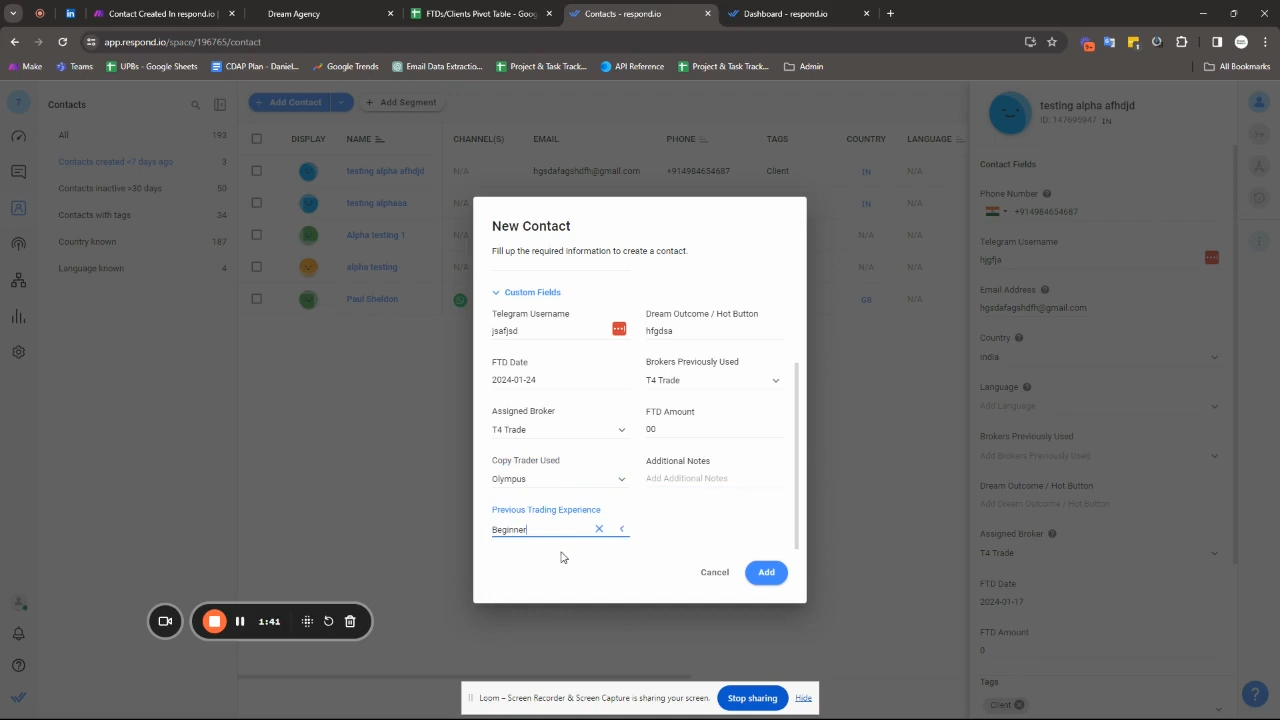 Contact Created In respond.io |
Dream Agency
FTD/Clients Pivot Table - Goog
Contacts - respond.io
Dashboard - respond.io
app.respond.io/space/196765/contact
Make
Teams
UPBs - Google Sheets
CDAP Plan - Daniel...
Google Trends
Email Data Extractio...
Project & Task Track...
API Reference
Project & Task Track...
Admin
All Bookmarks
Contacts
Add Contact
Add Segment
All 193
Contacts created <7 days ago 3
Contacts inactive >30 days 50
Contacts with tags 34
Country known 187
Language known 4
DISPLAY NAME CHANNEL(S) EMAIL PHONE TAGS COUNTRY LANGUAGE
testing alpha afhdjd N/A hgsdafagshdfh@gmail.com +914984654687 Client IN N/A
testing alphaaa N/A IN N/A
Alpha testing 1 N/A N/A N/A
alpha testing N/A N/A N/A
Paul Sheldon GB N/A
New Contact
Fill up the required information to create a contact.
Custom Fields
Telegram Username
jsafjsd
Dream Outcome / Hot Button
hfgdsa
FTD Date
2024-01-24
Brokers Previously Used
T4 Trade
Assigned Broker
T4 Trade
FTD Amount
00
Copy Trader Used
Olympus
Additional Notes
Add Additional Notes
Previous Trading Experience
Beginner
Cancel
Add
testing alpha afhdjd
ID: 147695947 IN
Contact Fields
Phone Number
+914984654687
Telegram Username
hjgfja
Email Address
hgsdafagshdfh@gmail.com
Country
India
Language
Add Language
Brokers Previously Used
Add Brokers Previously Used
Dream Outcome / Hot Button
Add Dream Outcome / Hot Button
Assigned Broker
T4 Trade
FTD Date
2024-01-17
FTD Amount
0
Tags
Client
1:41
Loom – Screen Recorder & Screen Capture is sharing your screen.
Stop sharing
Hide